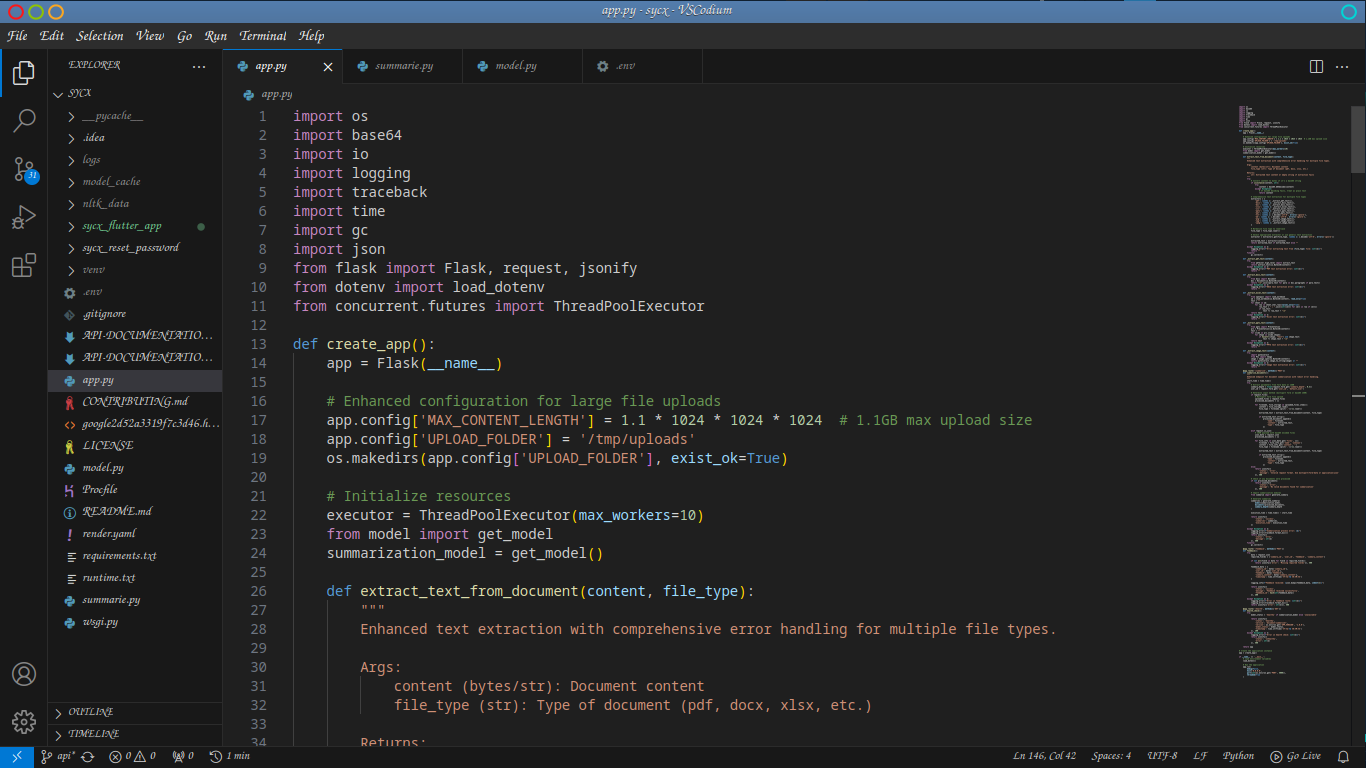 app.py - sycx - VSCodium
File Edit Selection View Go Run Terminal Help
EXPLORER
SYCX
__pycache__
.idea
logs
model_cache
nltk_data
sycx_flutter_app
sycx_reset_password
venv
.env
.gitignore
API-DOCUMENTATIO...
API-DOCUMENTATIO...
app.py
CONTRIBUTING.md
google2d52a3319f7c3d46.h...
LICENSE
model.py
Procfile
README.md
render.yaml
requirements.txt
runtime.txt
summarie.py
wsgi.py
OUTLINE
TIMELINE
31
app.py summarie.py model.py .env
app.py
1 import os
2 import base64
3 import io
4 import logging
5 import traceback
6 import time
7 import gc
8 import json
9 from flask import Flask, request, jsonify
10 from dotenv import load_dotenv
11 from concurrent.futures import ThreadPoolExecutor
12
13 def create_app():
14 app = Flask(__name__)
15
16 # Enhanced configuration for large file uploads
17 app.config['MAX_CONTENT_LENGTH'] = 1.1 * 1024 * 1024 * 1024 # 1.1GB max upload size
18 app.config['UPLOAD_FOLDER'] = '/tmp/uploads'
19 os.makedirs(app.config['UPLOAD_FOLDER'], exist_ok=True)
20
21 # Initialize resources
22 executor = ThreadPoolExecutor(max_workers=10)
23 from model import get_model
24 summarization_model = get_model()
25
26 def extract_text_from_document(content, file_type):
27 """
28 Enhanced text extraction with comprehensive error handling for multiple file types.
29
30 Args:
31 content (bytes/str): Document content
32 file_type (str): Type of document (pdf, docx, xlsx, etc.)
33
34 Returns:
api* 0 0 0 1 min Ln 146, Col 42 Spaces: 4 UTF-8 LF Python Go Live